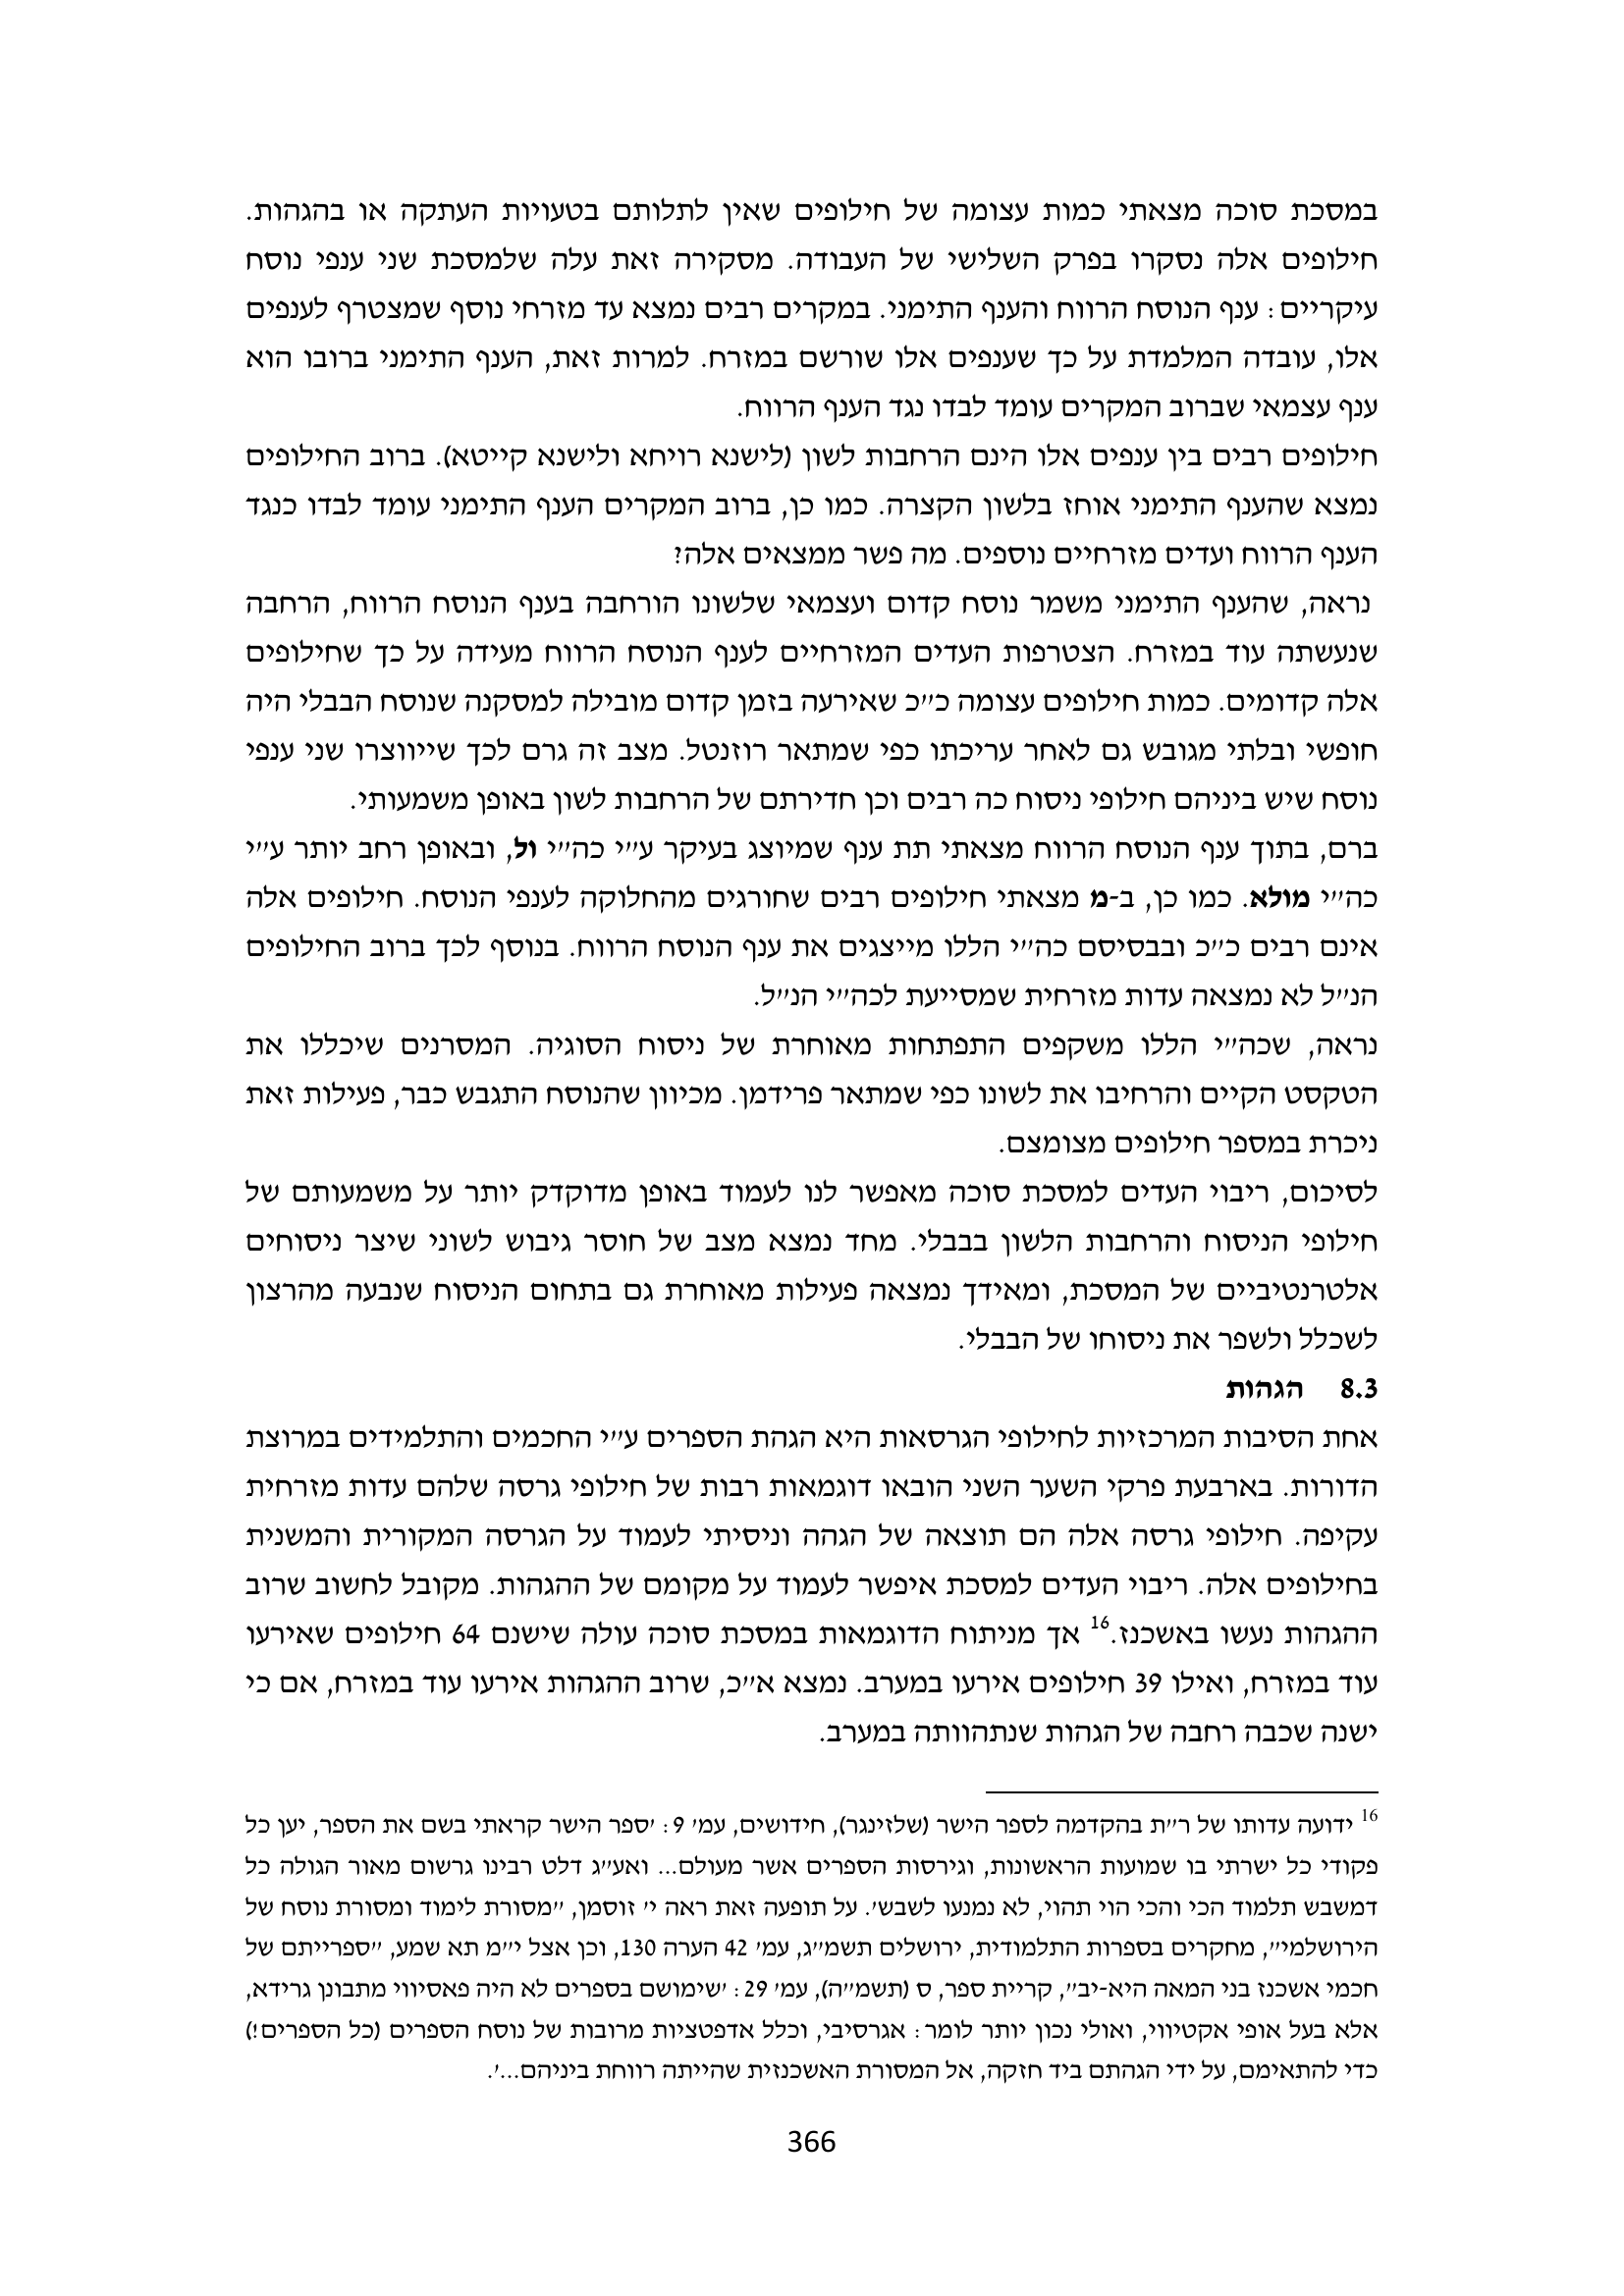 במסכת סוכה מצאתי כמות עצומה של חילופים שאין לתלותם בטעויות העתקה או בהגהות.
חילופים אלה נסקרו בפרק השלישי של העבודה. מסקירה זאת עלה שלמסכת שני ענפי נוסח
עיקריים: ענף הנוסח הרווח והענף התימני. במקרים רבים נמצא עד מזרחי נוסף שמצטרף לענפים
אלו, עובדה המלמדת על כך שענפים אלו שורשם במזרח. למרות זאת, הענף התימני ברובו הוא
ענף עצמאי שברוב המקרים עומד לבדו נגד הענף הרווח.
חילופים רבים בין ענפים אלו הינם הרחבות לשון (לישנא רויחא ולישנא קייטא). ברוב החילופים
נמצא שהענף התימני אוחז בלשון הקצרה. כמו כן, ברוב המקרים הענף התימני עומד לבדו כנגד
הענף הרווח ועדים מזרחיים נוספים. מה פשר ממצאים אלה?
נראה, שהענף התימני משמר נוסח קדום ועצמאי שלשונו הורחבה בענף הנוסח הרווח, הרחבה
שנעשתה עוד במזרח. הצטרפות העדים המזרחיים לענף הנוסח הרווח מעידה על כך שחילופים
אלה קדומים. כמות חילופים עצומה כ"כ שאירעה בזמן קדום מובילה למסקנה שנוסח הבבלי היה
חופשי ובלתי מגובש גם לאחר עריכתו כפי שמתאר רוזנטל. מצב זה גרם לכך שייווצרו שני ענפי
נוסח שיש ביניהם חילופי ניסוח כה רבים וכן חדירתם של הרחבות לשון באופן משמעותי.
ברם, בתוך ענף הנוסח הרווח מצאתי תת ענף שמיוצג בעיקר ע"י כה"י ול, ובאופן רחב יותר ע"י
כה"י מולא. כמו כן, ב-מ מצאתי חילופים רבים שחורגים מהחלוקה לענפי הנוסח. חילופים אלה
אינם רבים כ"כ ובבסיסם כה"י הללו מייצגים את ענף הנוסח הרווח. בנוסף לכך ברוב החילופים
הנ"ל לא נמצאה עדות מזרחית שמסייעת לכה"י הנ"ל.
נראה, שכה"י הללו משקפים התפתחות מאוחרת של ניסוח הסוגיה. המסרנים שיכללו את
הטקסט הקיים והרחיבו את לשונו כפי שמתאר פרידמן. מכיוון שהנוסח התגבש כבר, פעילות זאת
ניכרת במספר חילופים מצומצם.
לסיכום, ריבוי העדים למסכת סוכה מאפשר לנו לעמוד באופן מדוקדק יותר על משמעותם של
חילופי הניסוח והרחבות הלשון בבבלי. מחד נמצא מצב של חוסר גיבוש לשוני שיצר ניסוחים
אלטרנטיביים של המסכת, ומאידך נמצאה פעילות מאוחרת גם בתחום הניסוח שנבעה מהרצון
לשכלל ולשפר את ניסוחו של הבבלי.
8.3 הגהות
אחת הסיבות המרכזיות לחילופי הגרסאות היא הגהת הספרים ע"י החכמים והתלמידים במרוצת
הדורות. בארבעת פרקי השער השני הובאו דוגמאות רבות של חילופי גרסה שלהם עדות מזרחית
עקיפה. חילופי גרסה אלה הם תוצאה של הגהה וניסיתי לעמוד על הגרסה המקורית והמשנית
בחילופים אלה. ריבוי העדים למסכת איפשר לעמוד על מקומם של ההגהות. מקובל לחשוב שרוב
ההגהות נעשו באשכנז.16 אך מניתוח הדוגמאות במסכת סוכה עולה שישנם 64 חילופים שאירעו
עוד במזרח, ואילו 39 חילופים אירעו במערב. נמצא א"כ, שרוב ההגהות אירעו עוד במזרח, אם כי
ישנה שכבה רחבה של הגהות שנתהוותה במערב.
16 ידועה עדותו של ר"ת בהקדמה לספר הישר (שלזינגר), חידושים, עמ' 9: 'ספר הישר קראתי בשם את הספר, יען כל
פקודי כל ישרתי בו שמועות הראשונות, וגירסות הספרים אשר מעולם... ואע"ג דלט רבינו גרשום מאור הגולה כל
דמשבש תלמוד הכי והכי הוי תהוי, לא נמנעו לשבש'. על תופעה זאת ראה י' זוסמן, "מסורת לימוד ומסורת נוסח של
הירושלמי", מחקרים בספרות התלמודית, ירושלים תשמ"ג, עמ' 42 הערה 130, וכן אצל י"מ תא שמע, "ספרייתם של
חכמי אשכנז בני המאה היא-יב", קריית ספר, ס (תשמ"ה), עמ' 29: 'שימושם בספרים לא היה פאסיווי מתבונן גרידא,
אלא בעל אופי אקטיווי, ואולי נכון יותר לומר: אגרסיבי, וכלל אדפטציות מרובות של נוסח הספרים (כל הספרים!)
כדי להתאימם, על ידי הגהתם ביד חזקה, אל המסורת האשכנזית שהייתה רווחת ביניהם...'.
366